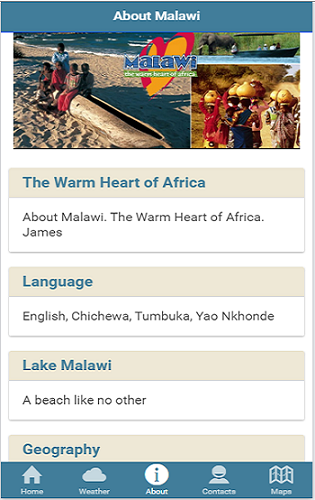 About Malawi
MALAWI
the warm heart of africa
The Warm Heart of Africa
About Malawi. The Warm Heart of Africa.
James
Language
English, Chichewa, Tumbuka, Yao Nkhonde
Lake Malawi
A beach like no other
Geography
Home Weather About Contacts Maps